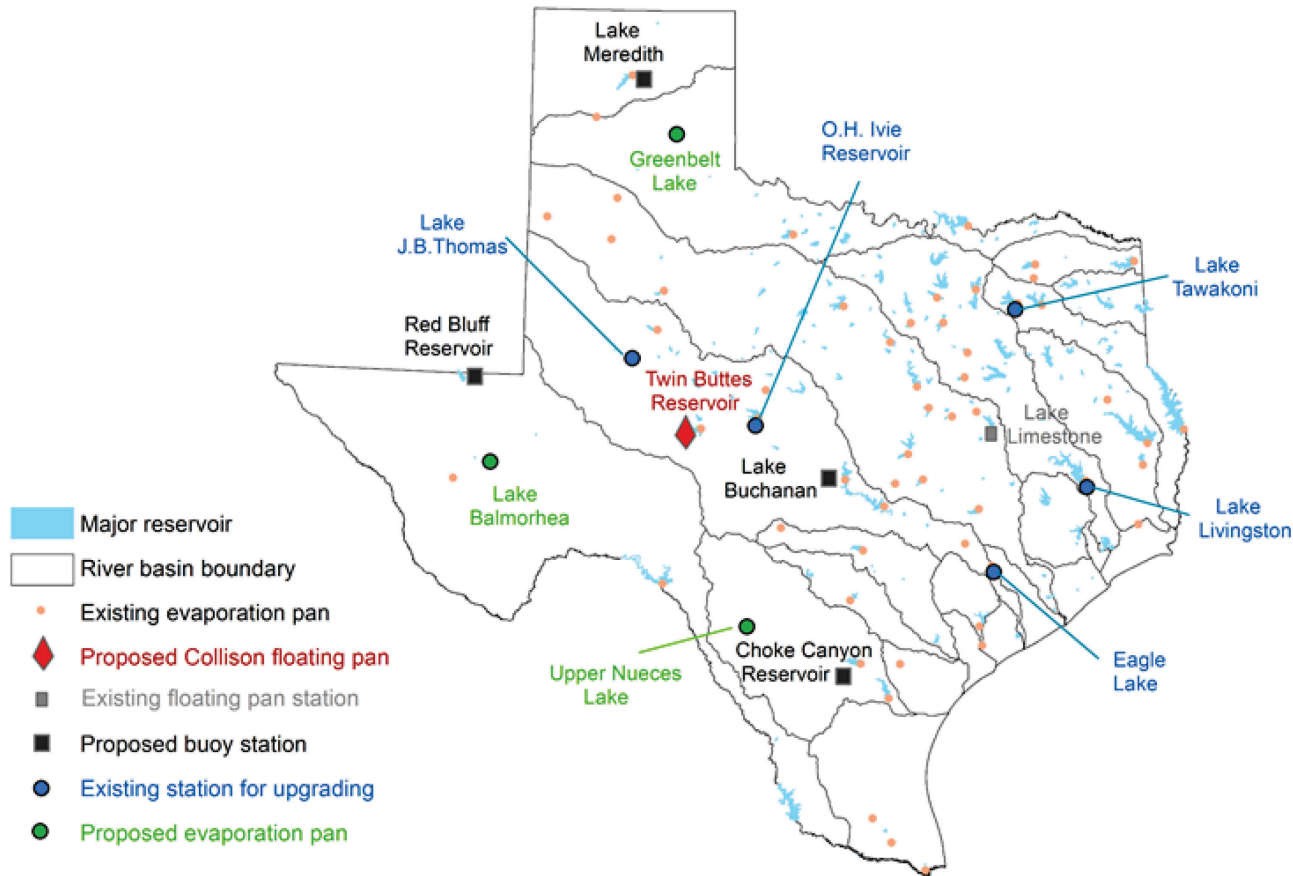 Lake
Meredith
Greenbelt
Lake
O.H. Ivie
Reservoir
Lake
J.B.Thomas
Lake
Tawakoni
Red Bluff
Reservoir
Twin Buttes
Reservoir
Lake
Limestone
Lake
Buchanan
Lake
Balmorhea
Lake
Livingston
Upper Nueces
Lake
Choke Canyon
Reservoir
Eagle
Lake
Major reservoir
River basin boundary
Existing evaporation pan
Proposed Collison floating pan
Existing floating pan station
Proposed buoy station
Existing station for upgrading
Proposed evaporation pan